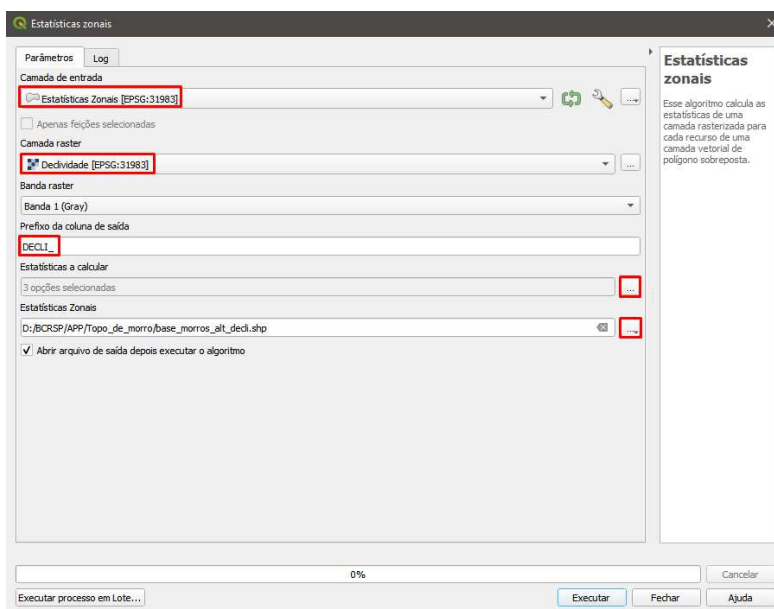 Estatísticas zonais
Parâmetros
Log
Camada de entrada
Estatísticas Zonais [EPSG:31983]
Apenas feições selecionadas
Camada raster
Declividade [EPSG:31983]
Banda raster
Banda 1 (Gray)
Prefixo da coluna de saída
DECLI_
Estatísticas a calcular
3 opções selecionadas
...
Estatísticas Zonais
D:/BCRSP/APP/Topo_de_morro/base_morros_alt_decli.shp
...
Abrir arquivo de saída depois executar o algoritmo
Estatísticas
zonais
Esse algoritmo calcula as
estatísticas de uma
camada rasterizada para
cada recurso de uma
camada vetorial de
polígono sobreposta.
0%
Cancelar
Executar processo em Lote...
Executar
Fechar
Ajuda